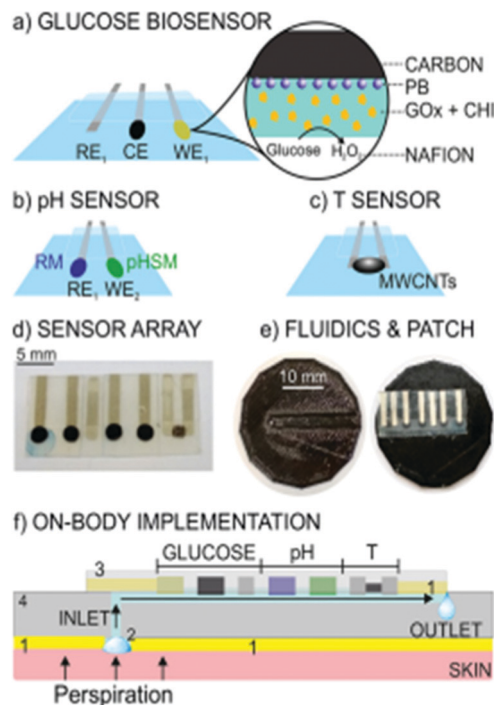 a) GLUCOSE BIOSENSOR
CARBON
PB
GOx + CHI
NAFION
Glucose H₂O₂
RE₁ CE WE₁
b) pH SENSOR
c) T SENSOR
RM
pHSM
RE₁ WE₂
MWCNTs
d) SENSOR ARRAY
e) FLUIDICS & PATCH
5 mm
10 mm
f) ON-BODY IMPLEMENTATION
GLUCOSE pH T
3
1
4
INLET
OUTLET
1
2
1
SKIN
Perspiration